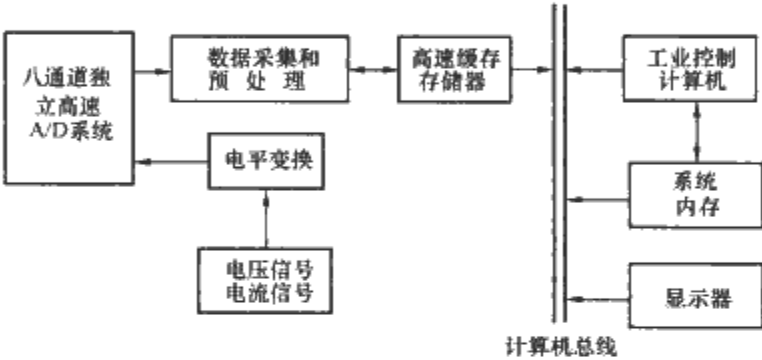 八通道独
立高速
A/D系统
数据采集和
预处理
高速缓存
存储器
工业控制
计算机
电平变换
系统
内存
电压信号
电流信号
显示器
计算机总线